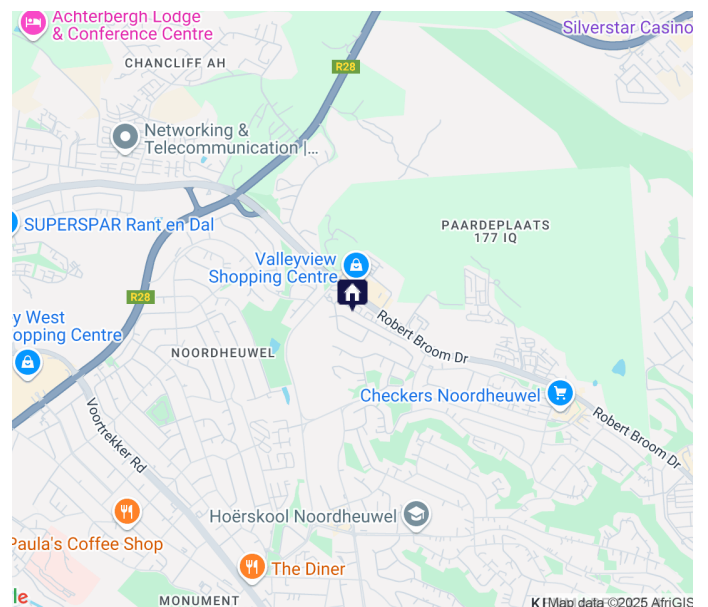 Achterbergh Lodge
& Conference Centre
Silverstar Casino
CHANCLIFF AH
R28
Networking &
Telecommunication |...
SUPERSPAR Rant en Dal
PAARDEPLAATS
177 IQ
Valleyview
Shopping Centre
R28
y West
opping Centre
Robert Broom Dr
NOORDHEUWEL
Checkers Noordheuwel
Robert Broom Dr
Voortrekker Rd
Hoërskool Noordheuwel
Paula's Coffee Shop
The Diner
le
MONUMENT
Map data ©2025 AfriGIS